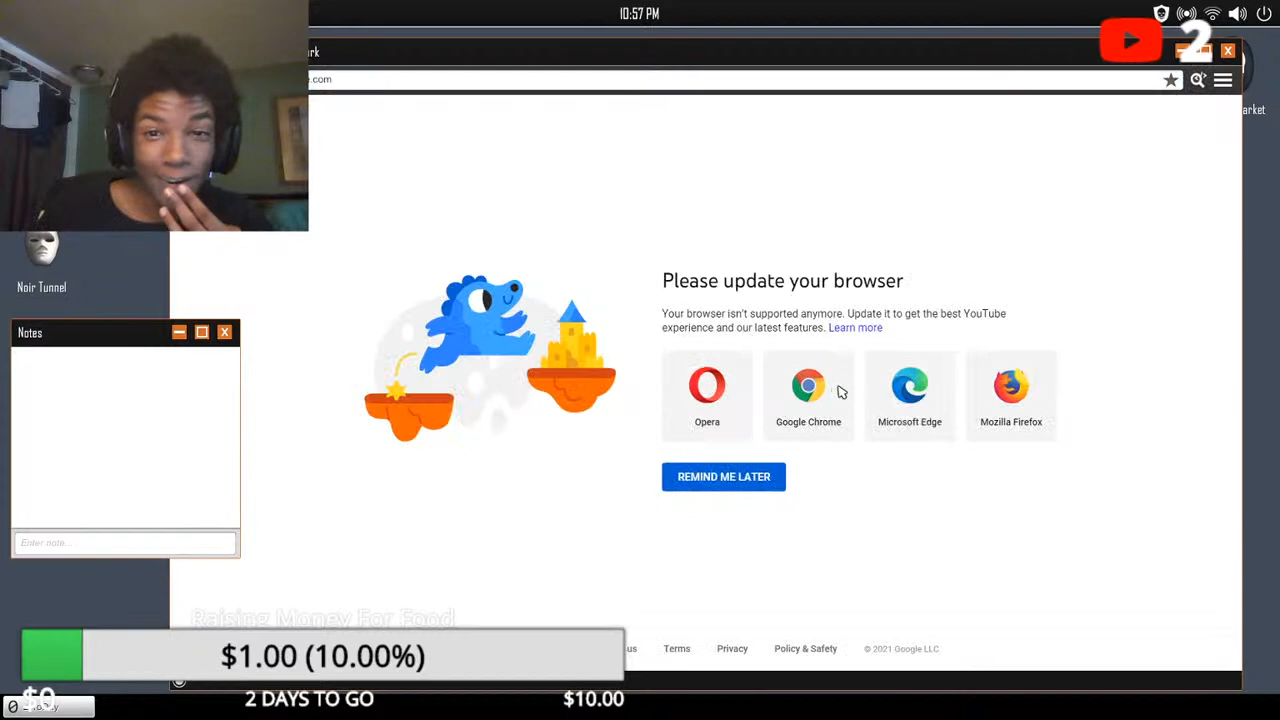 10:57 PM
2
rk
.com
arket
Noir Tunnel
Notes
Enter note...
Please update your browser
Your browser isn't supported anymore. Update it to get the best YouTube
experience and our latest features. Learn more
Opera
Google Chrome
Microsoft Edge
Mozilla Firefox
REMIND ME LATER
Raising Money For Food
$1.00 (10.00%)
us
Terms
Privacy
Policy & Safety
© 2021 Google LLC
$0
2 DAYS TO GO
$10.00